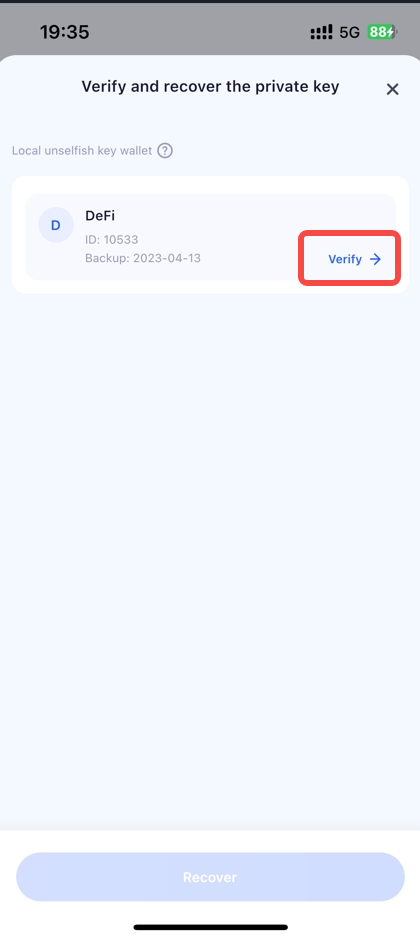 19:35
5G
88
Verify and recover the private key
Local unselfish key wallet
?
D
DeFi
ID: 10533
Backup: 2023-04-13
Verify
Recover